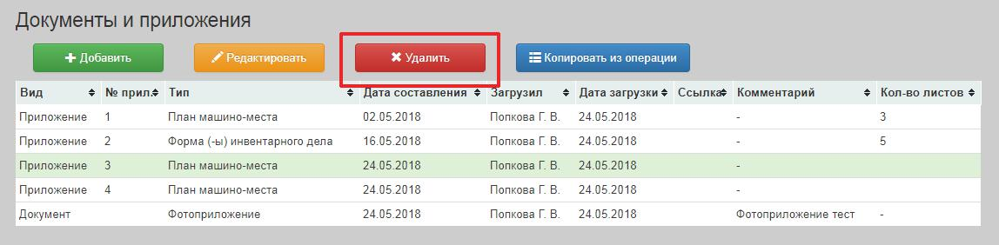 Документы и приложения
Добавить Редактировать Удалить Копировать из операции
Вид № прил. Тип Дата составления Загрузил Дата загрузки Ссылка Комментарий Кол-во листов
Приложение 1 План машино-места 02.05.2018 Попкова Г. В. 24.05.2018 - 3
Приложение 2 Форма (-ы) инвентарного дела 16.05.2018 Попкова Г. В. 24.05.2018 - 5
Приложение 3 План машино-места 24.05.2018 Попкова Г. В. 24.05.2018 -
Приложение 4 План машино-места 24.05.2018 Попкова Г. В. 24.05.2018 -
Документ Фотоприложение 24.05.2018 Попкова Г. В. 24.05.2018 Фотоприложение тест -